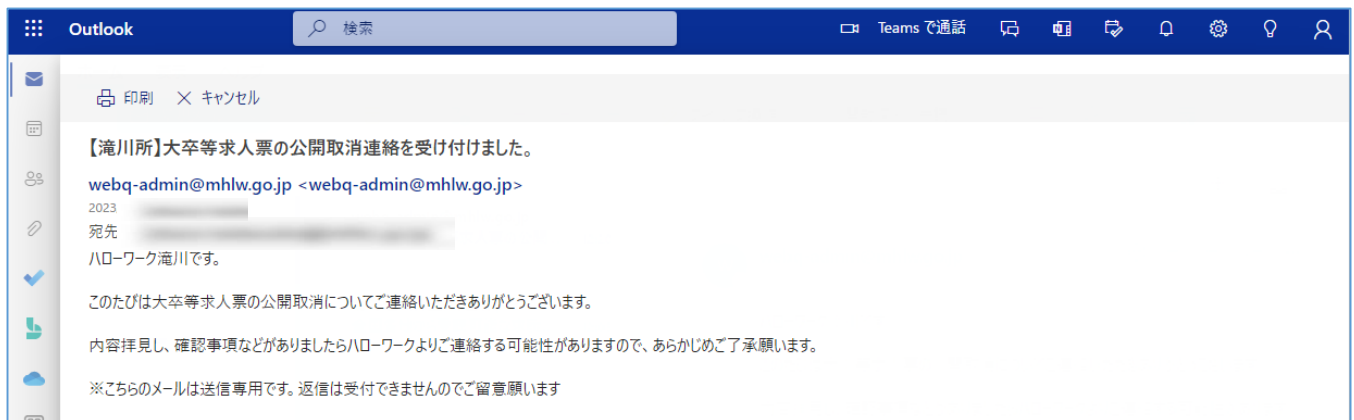 Outlook
検索
Teams で通話
印刷 キャンセル
【滝川所】大卒等求人票の公開取消連絡を受け付けました。
webq-admin@mhlw.go.jp <webq-admin@mhlw.go.jp>
2023
宛先
ハローワーク滝川です。
このたびは大卒等求人票の公開取消についてご連絡いただきありがとうございます。
内容拝見し、確認事項などがありましたらハローワークよりご連絡する可能性がありますので、あらかじめご了承願います。
※こちらのメールは送信専用です。返信は受付できませんのでご留意願います